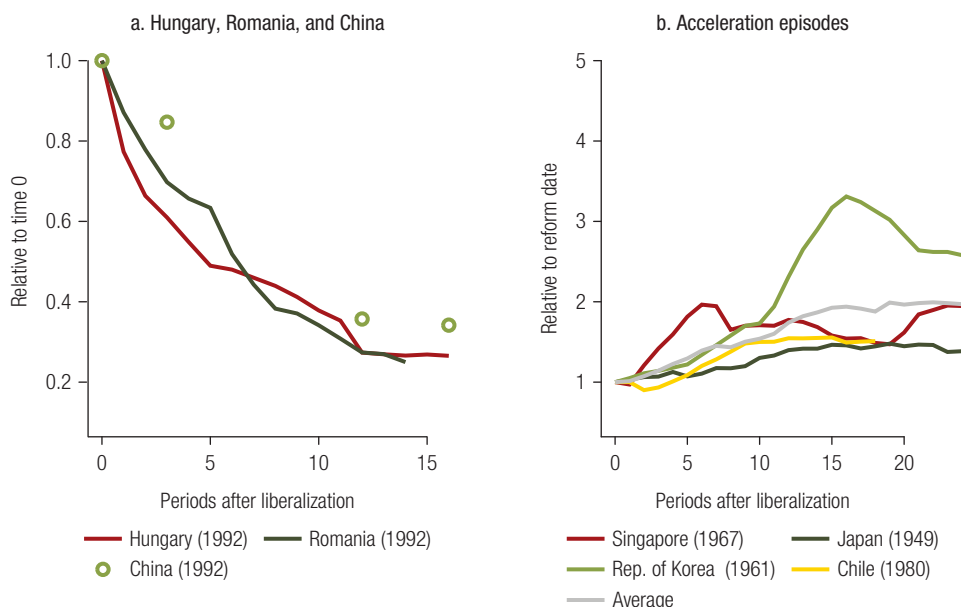 a. Hungary, Romania, and China
1.0
0.8
0.6
0.4
0.2
Relative to time 0
0 5 10 15
Periods after liberalization
Hungary (1992) Romania (1992)
China (1992)
b. Acceleration episodes
5
4
3
2
1
Relative to reform date
0 5 10 15 20
Periods after liberalization
Singapore (1967) Japan (1949)
Rep. of Korea (1961) Chile (1980)
Average